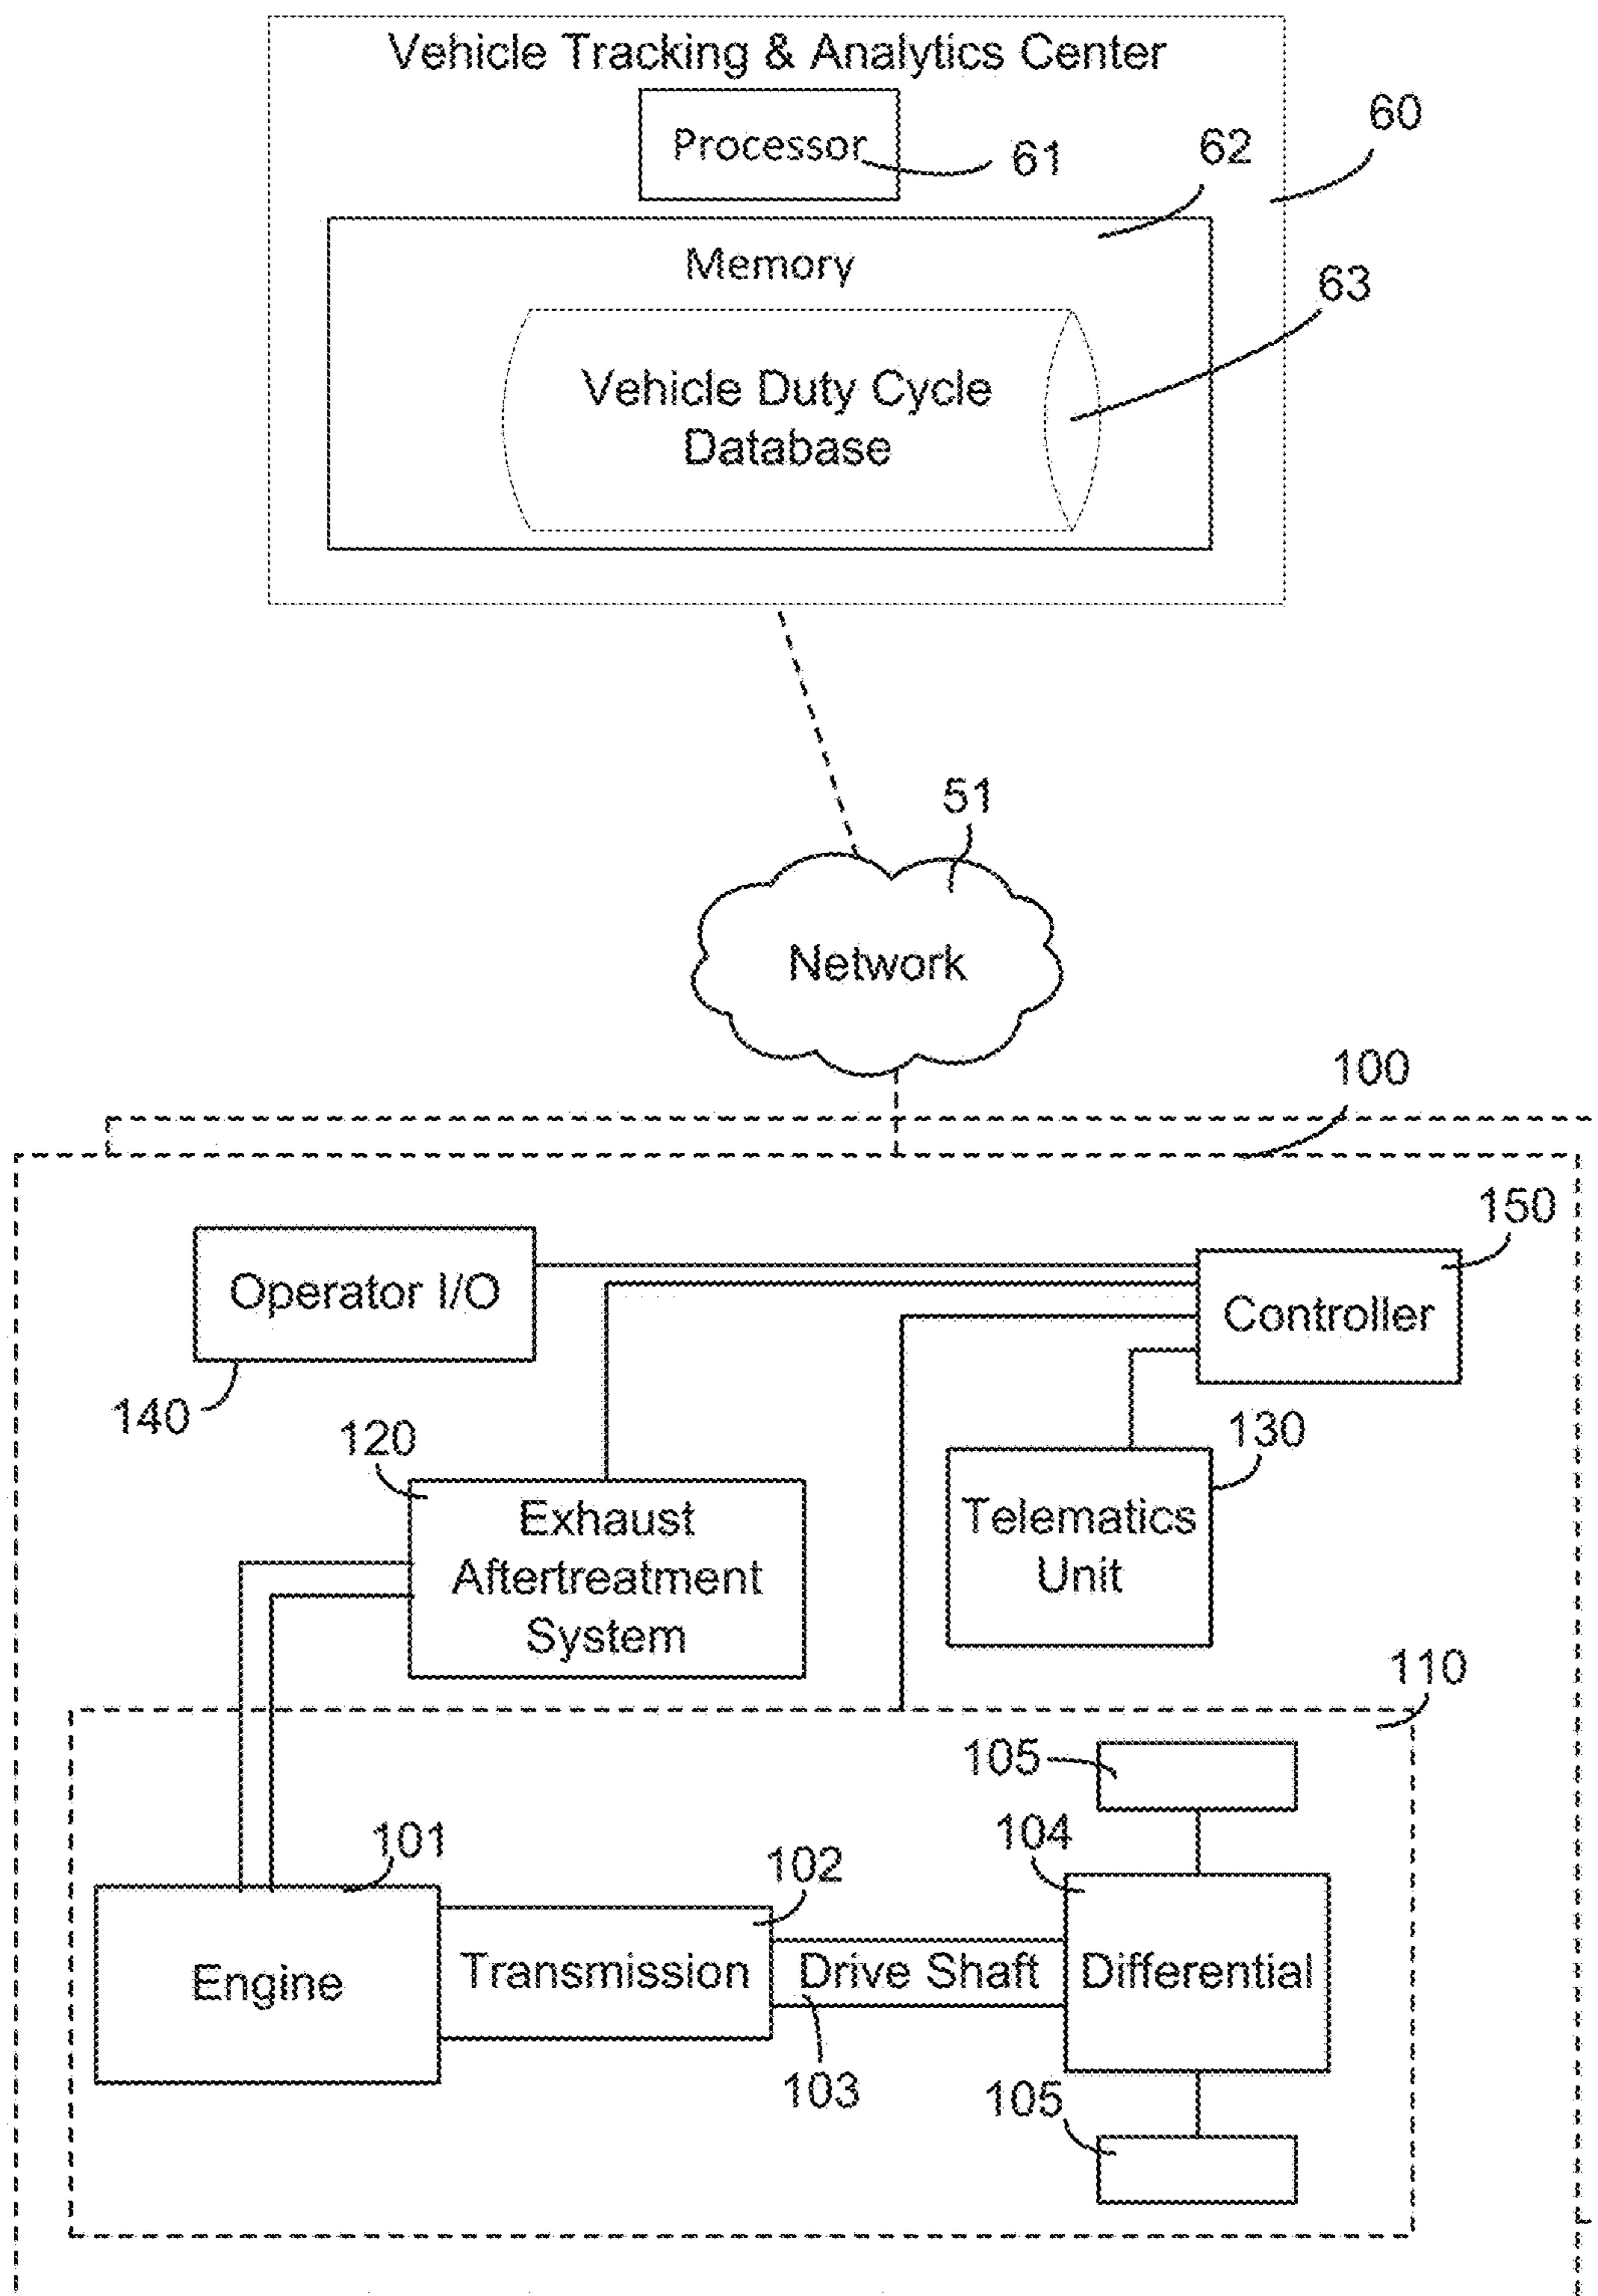 Vehicle Tracking & Analytics Center
60
62
Processor
61
Memory
63
Vehicle Duty Cycle
Database
51
Network
100
150
Operator I/O
Controller
140
120
130
Exhaust
Aftertreatment
System
Telematics
Unit
110
105
101
102
104
Engine
Transmission
Drive Shaft
Differential
103
105